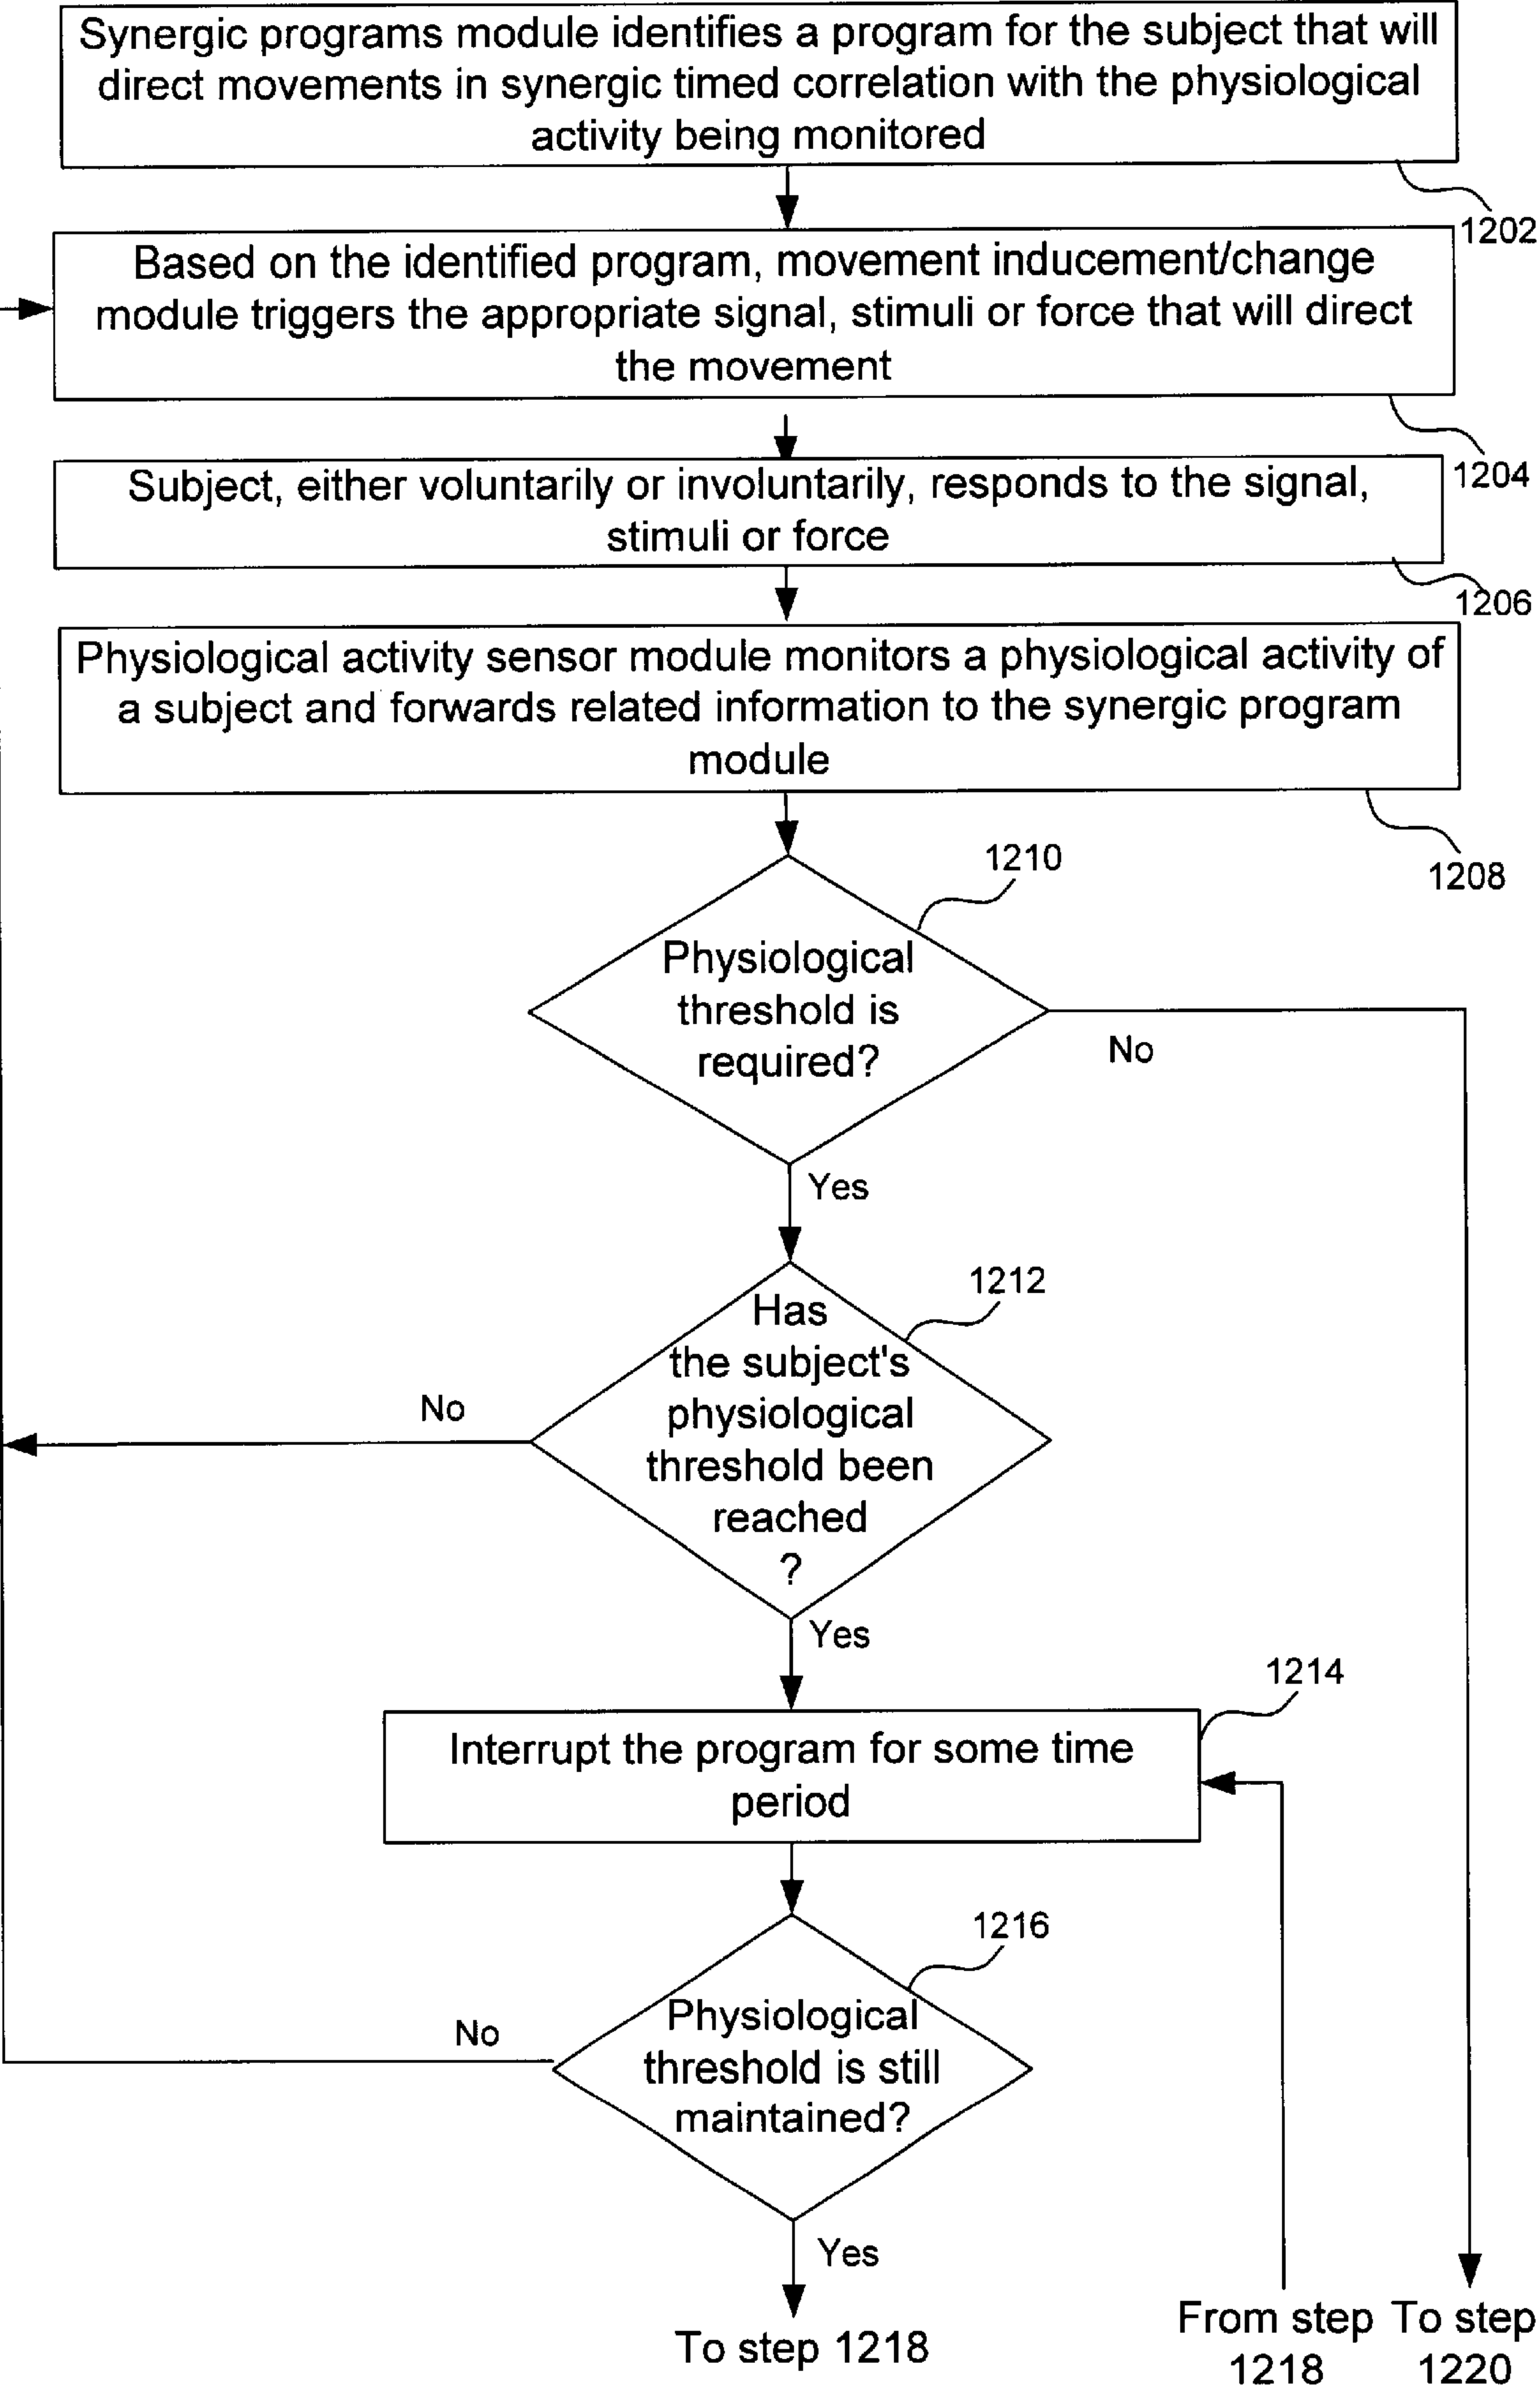 Synergic programs module identifies a program for the subject that will
direct movements in synergic timed correlation with the physiological
activity being monitored
1202
Based on the identified program, movement inducement/change
module triggers the appropriate signal, stimuli or force that will direct
the movement
1204
Subject, either voluntarily or involuntarily, responds to the signal,
stimuli or force
1206
Physiological activity sensor module monitors a physiological activity of
a subject and forwards related information to the synergic program
module
1208
1210
Physiological
threshold is
required?
No
Yes
1212
Has
the subject's
physiological
threshold been
reached
?
No
Yes
1214
Interrupt the program for some time
period
1216
Physiological
threshold is still
maintained?
No
Yes
To step 1218
From step
1218
To step
1220